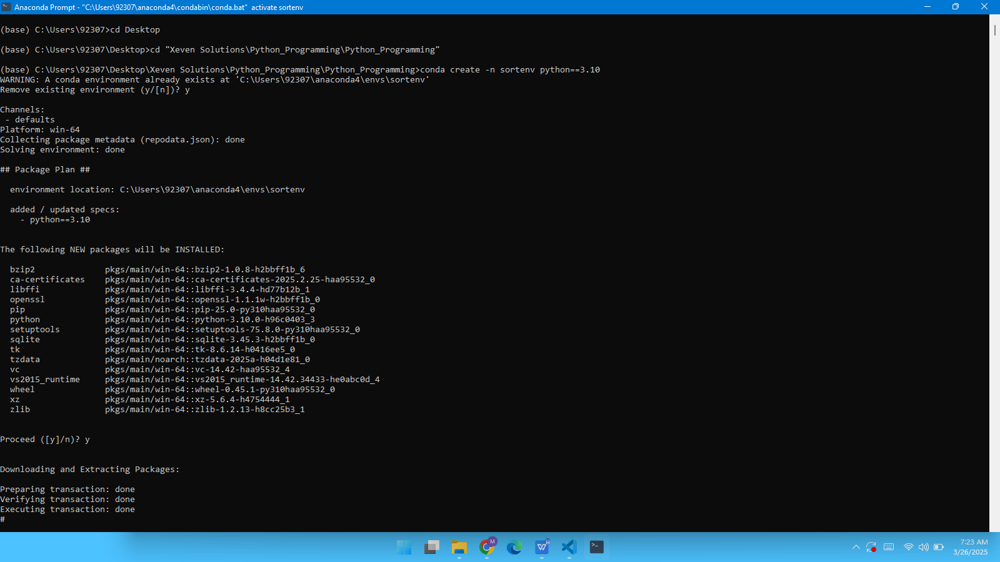 Anaconda Prompt - "C:\Users\92307\anaconda4\condabin\conda.bat"  activate sortenv
(base) C:\Users\92307>cd Desktop
(base) C:\Users\92307\Desktop>cd "Xeven Solutions\Python_Programming\Python_Programming"
(base) C:\Users\92307\Desktop\Xeven Solutions\Python_Programming\Python_Programming>conda create -n sortenv python==3.10
WARNING: A conda environment already exists at 'C:\Users\92307\anaconda4\envs\sortenv'
Remove existing environment (y/[n])? y
Channels:
 - defaults
Platform: win-64
Collecting package metadata (repodata.json): done
Solving environment: done
## Package Plan ##
  environment location: C:\Users\92307\anaconda4\envs\sortenv
  added / updated specs:
    - python==3.10
The following NEW packages will be INSTALLED:
  bzip2              pkgs/main/win-64::bzip2-1.0.8-h2bbff1b_6
  ca-certificates    pkgs/main/win-64::ca-certificates-2025.2.25-haa95532_0
  libffi             pkgs/main/win-64::libffi-3.4.4-hd77b12b_1
  openssl            pkgs/main/win-64::openssl-1.1.1w-h2bbff1b_0
  pip                pkgs/main/win-64::pip-25.0-py310haa95532_0
  python             pkgs/main/win-64::python-3.10.0-h96c0403_3
  setuptools         pkgs/main/win-64::setuptools-75.8.0-py310haa95532_0
  sqlite             pkgs/main/win-64::sqlite-3.45.3-h2bbff1b_0
  tk                 pkgs/main/win-64::tk-8.6.14-h0416ee5_0
  tzdata             pkgs/main/noarch::tzdata-2025a-h04d1e81_0
  vc                 pkgs/main/win-64::vc-14.42-haa95532_4
  vs2015_runtime     pkgs/main/win-64::vs2015_runtime-14.42.34433-he0abc0d_4
  wheel              pkgs/main/win-64::wheel-0.45.1-py310haa95532_0
  xz                 pkgs/main/win-64::xz-5.6.4-h4754444_1
  zlib               pkgs/main/win-64::zlib-1.2.13-h8cc25b3_1
Proceed ([y]/n)? y
Downloading and Extracting Packages:
Preparing transaction: done
Verifying transaction: done
Executing transaction: done
#
M
W
7:23 AM
3/26/2025